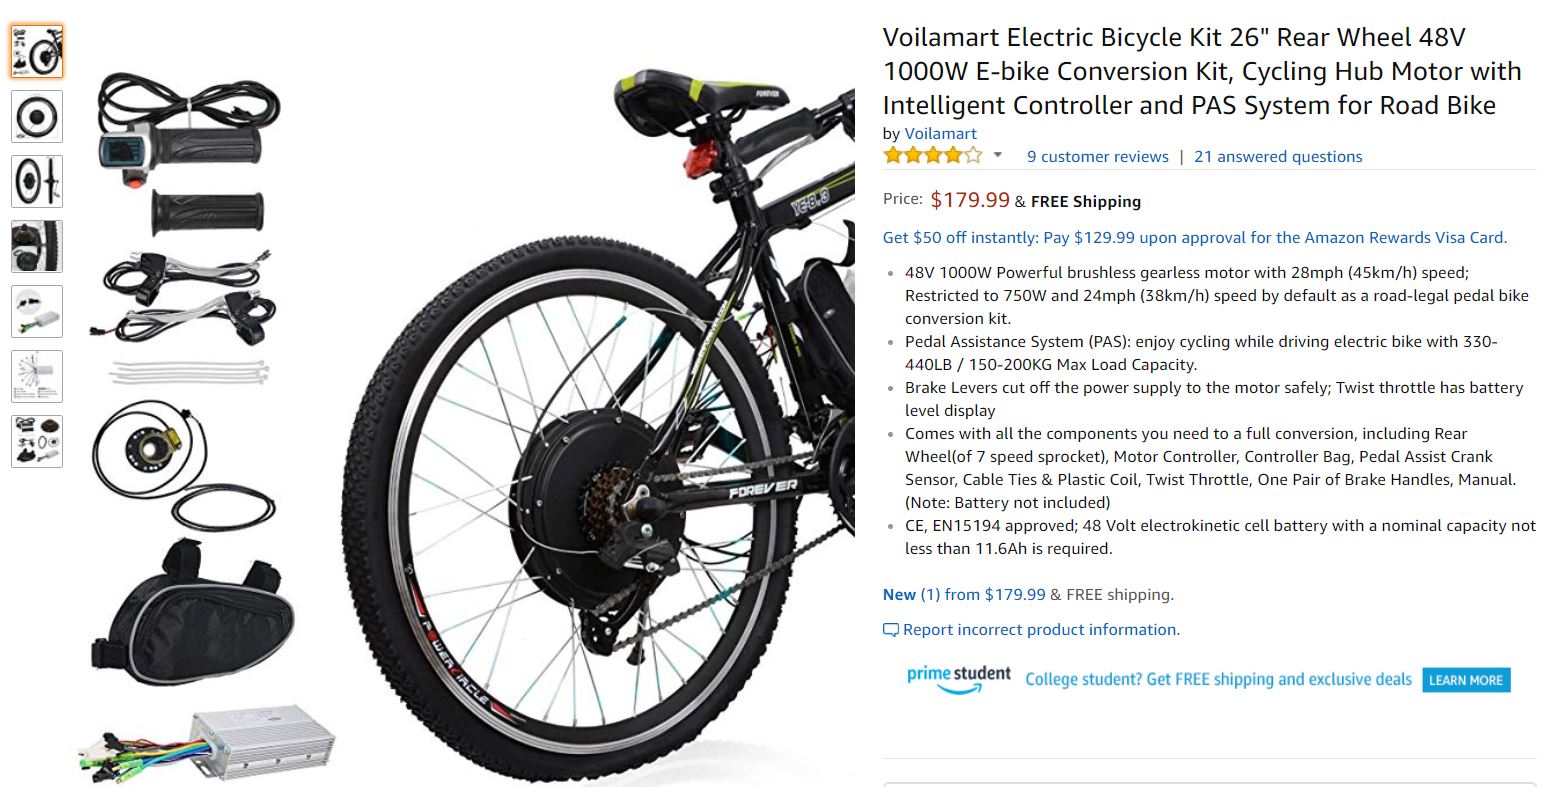 Voilamart Electric Bicycle Kit 26" Rear Wheel 48V
1000W E-bike Conversion Kit, Cycling Hub Motor with
Intelligent Controller and PAS System for Road Bike
by Voilamart
9 customer reviews | 21 answered questions
Price: $179.99 & FREE Shipping
Get $50 off instantly: Pay $129.99 upon approval for the Amazon Rewards Visa Card.
48V 1000W Powerful brushless gearless motor with 28mph (45km/h) speed;
Restricted to 750W and 24mph (38km/h) speed by default as a road-legal pedal bike
conversion kit.
Pedal Assistance System (PAS): enjoy cycling while driving electric bike with 330-
440LB / 150-200KG Max Load Capacity.
Brake Levers cut off the power supply to the motor safely; Twist throttle has battery
level display
Comes with all the components you need to a full conversion, including Rear
Wheel(of 7 speed sprocket), Motor Controller, Controller Bag, Pedal Assist Crank
Sensor, Cable Ties & Plastic Coil, Twist Throttle, One Pair of Brake Handles, Manual.
(Note: Battery not included)
CE, EN15194 approved; 48 Volt electrokinetic cell battery with a nominal capacity not
less than 11.6Ah is required.
New (1) from $179.99 & FREE shipping.
Report incorrect product information.
prime student College student? Get FREE shipping and exclusive deals LEARN MORE
FOREVER
YE-8.3
FOREVER
POWER CIRCLE